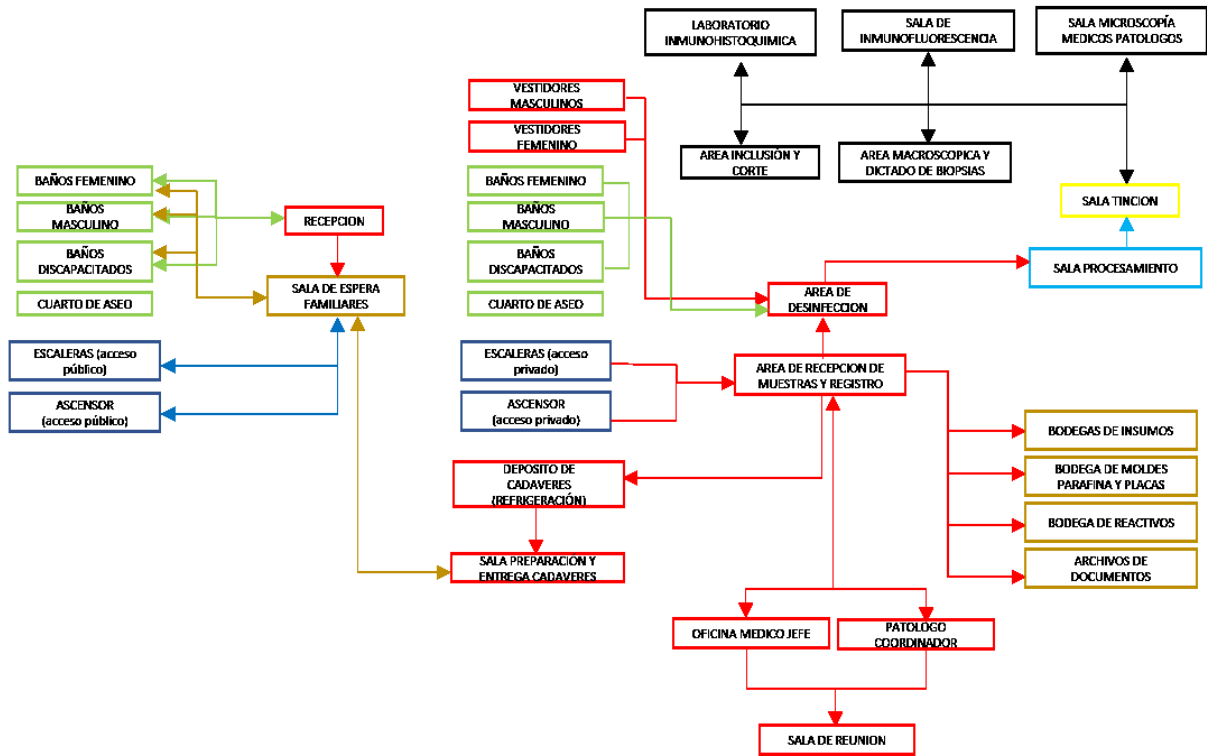 LABORATORIO
INMUNOHISTOQUIMICA
SALA DE
INMUNOFLUORESCENCIA
SALA MICROSCOPÍA
MEDICOS PATOLOGOS
VESTIDORES
MASCULINOS
VESTIDORES
FEMENINO
AREA INCLUSIÓN Y
CORTE
AREA MACROSCOPICA Y
DICTADO DE BIOPSIAS
BAÑOS FEMENINO
BAÑOS
MASCULINO
BAÑOS
DISCAPACITADOS
CUARTO DE ASEO
RECEPCION
SALA DE ESPERA
FAMILIARES
BAÑOS FEMENINO
BAÑOS
MASCULINO
BAÑOS
DISCAPACITADOS
CUARTO DE ASEO
SALA TINCION
SALA PROCESAMIENTO
AREA DE
DESINFECCION
ESCALERAS (acceso
público)
ASCENSOR
(acceso público)
ESCALERAS (acceso
privado)
ASCENSOR
(acceso privado)
AREA DE RECEPCION DE
MUESTRAS Y REGISTRO
BODEGAS DE INSUMOS
BODEGA DE MOLDES
PARAFINA Y PLACAS
BODEGA DE REACTIVOS
ARCHIVOS DE
DOCUMENTOS
DEPOSITO DE
CADAVERES
(REFRIGERACIÓN)
SALA PREPARACION Y
ENTREGA CADAVERES
OFICINA MEDICO JEFE
PATOLOGO
COORDINADOR
SALA DE REUNION